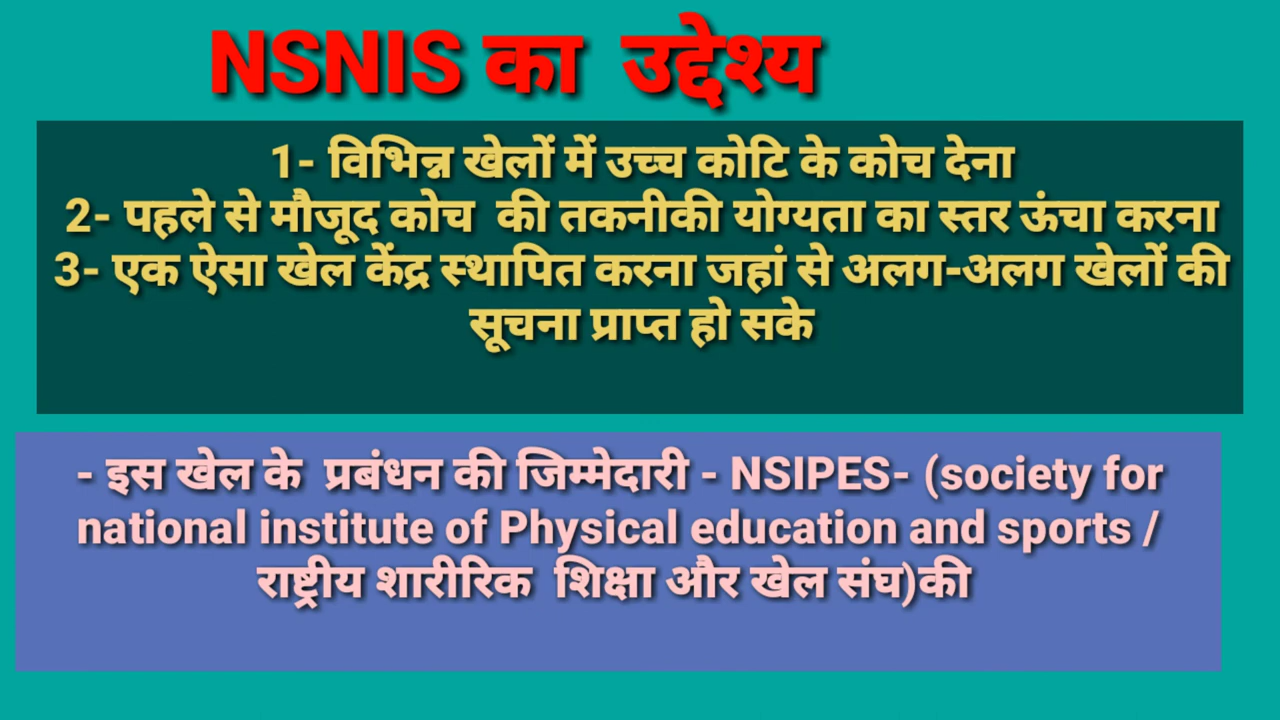 NSNIS का उद्देश्य
1- विभिन्न खेलों में उच्च कोटि के कोच देना
2- पहले से मौजूद कोच की तकनीकी योग्यता का स्तर ऊंचा करना
3- एक ऐसा खेल केंद्र स्थापित करना जहां से अलग-अलग खेलों की
सूचना प्राप्त हो सके
- इस खेल के प्रबंधन की जिम्मेदारी - NSIPES- (society for
national institute of Physical education and sports /
राष्ट्रीय शारीरिक शिक्षा और खेल संघ)की